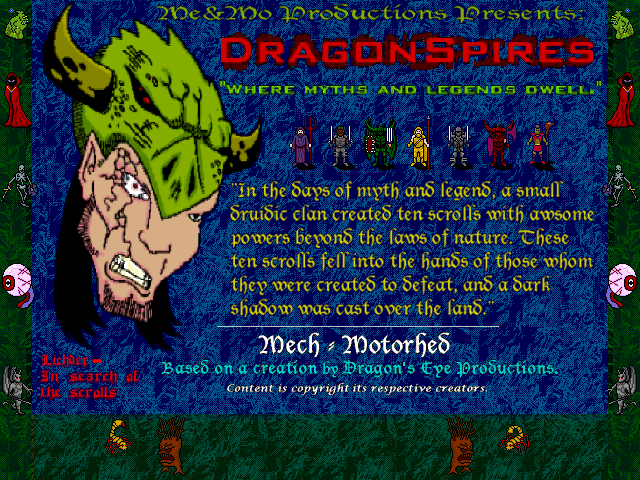 Me&Mo Productions Presents:
DragonSpires
"Where myths and legends dwell."
"In the days of myth and legend, a small
druidic clan created ten scrolls with awsome
powers beyond the laws of nature. These
ten scrolls fell into the hands of those whom
they were created to defeat, and a dark
shadow was cast over the land."
Mech - Motorhed
Based on a creation by Dragon's Eye Productions.
Content is copyright its respective creators.
In search of
the scrolls